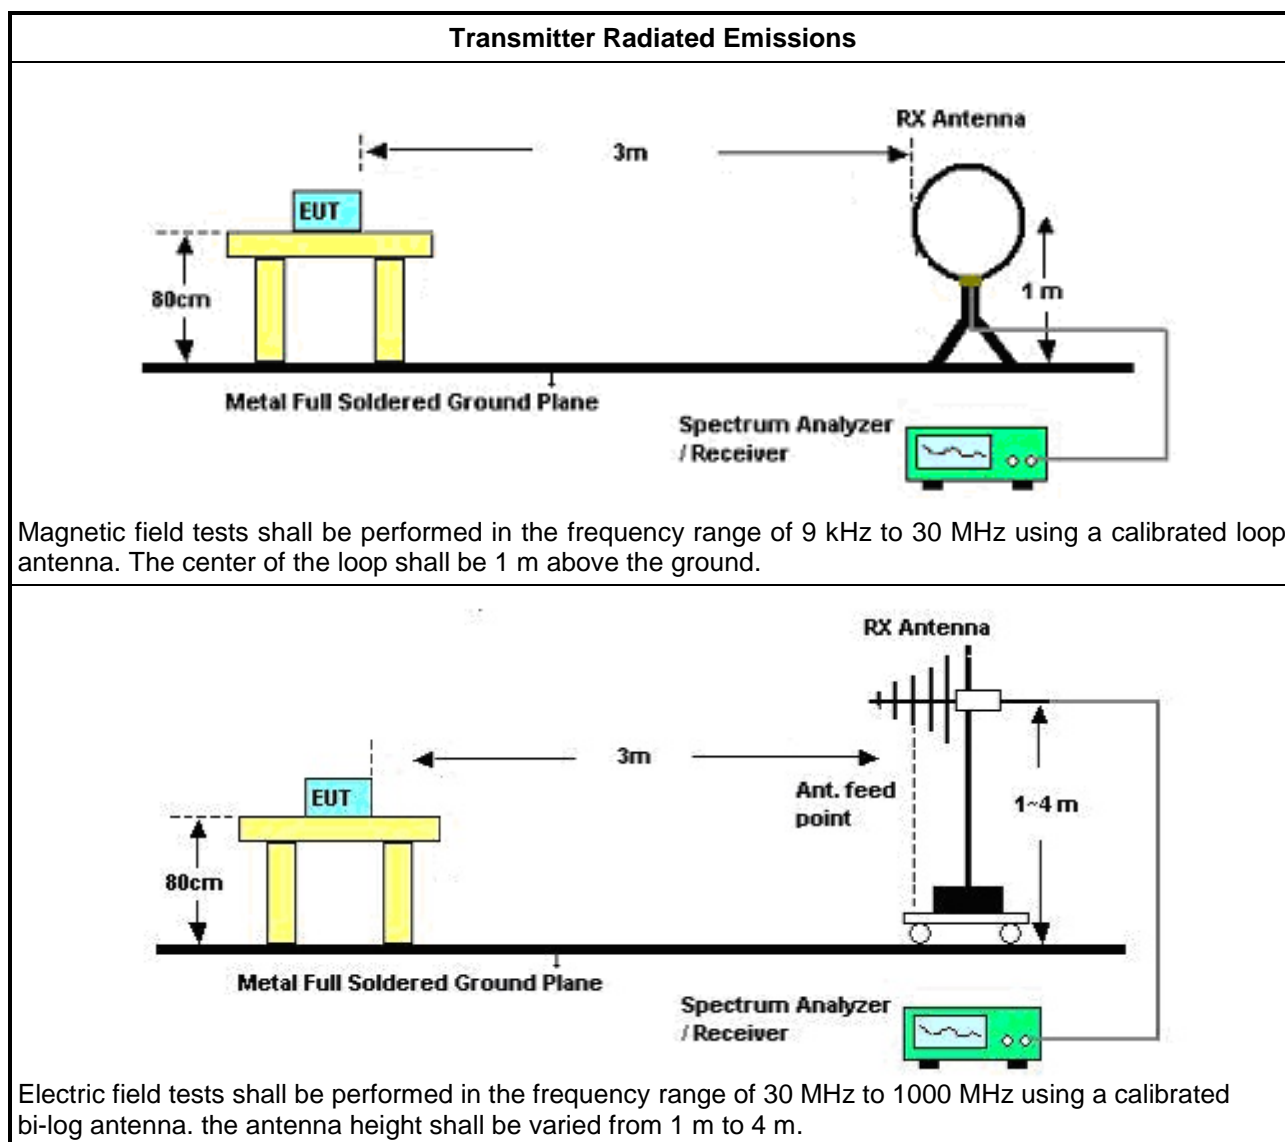 Transmitter Radiated Emissions
RX Antenna
3m
EUT
80cm
1 m
Metal Full Soldered Ground Plane
Spectrum Analyzer
/ Receiver
Magnetic field tests shall be performed in the frequency range of 9 kHz to 30 MHz using a calibrated loop
antenna. The center of the loop shall be 1 m above the ground.
RX Antenna
3m
EUT
Ant. feed
point
1~4 m
80cm
Metal Full Soldered Ground Plane
Spectrum Analyzer
/ Receiver
Electric field tests shall be performed in the frequency range of 30 MHz to 1000 MHz using a calibrated
bi-log antenna. the antenna height shall be varied from 1 m to 4 m.